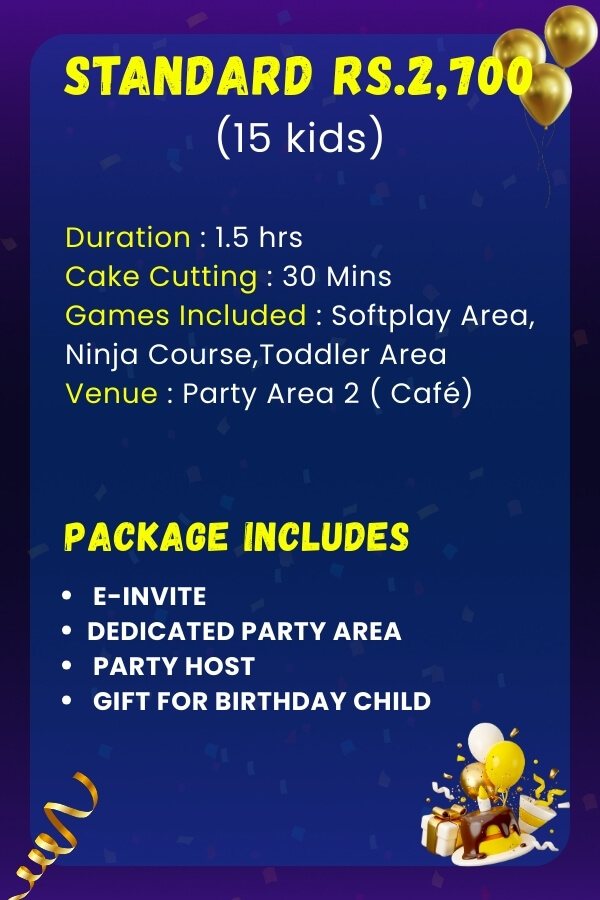 STANDARD RS.2,700
(15 kids)
Duration : 1.5 hrs
Cake Cutting : 30 Mins
Games Included : Softplay Area,
Ninja Course,Toddler Area
Venue : Party Area 2 ( Café)
PACKAGE INCLUDES
• E-INVITE
• DEDICATED PARTY AREA
• PARTY HOST
• GIFT FOR BIRTHDAY CHILD